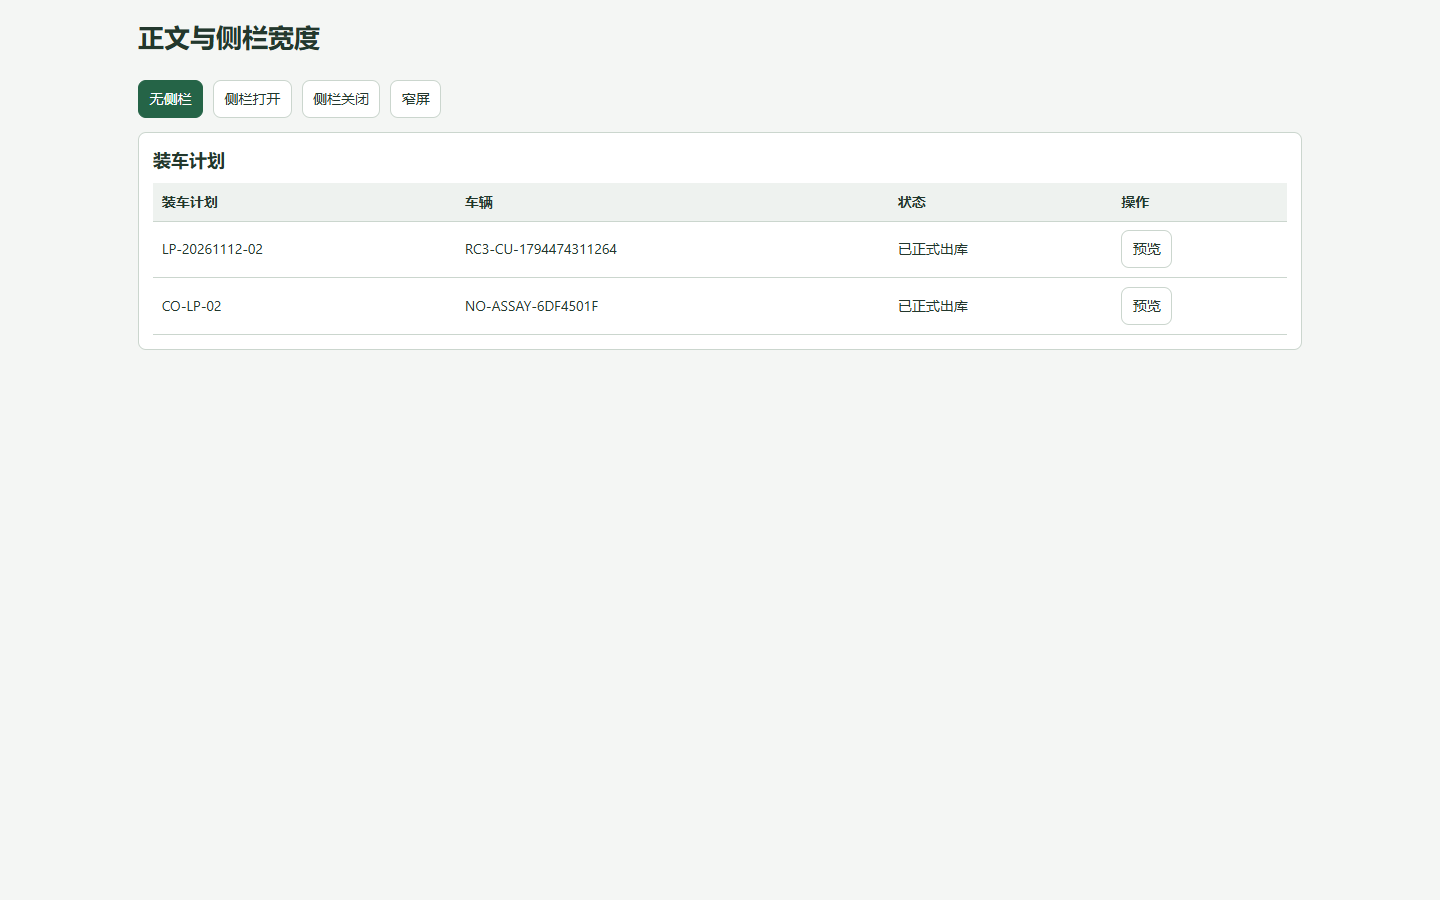 正文与侧栏宽度
无侧栏 侧栏打开 侧栏关闭 窄屏
装车计划
装车计划 车辆 状态 操作
LP-20261112-02 RC3-CU-1794474311264 已正式出库 预览
CO-LP-02 NO-ASSAY-6DF4501F 已正式出库 预览